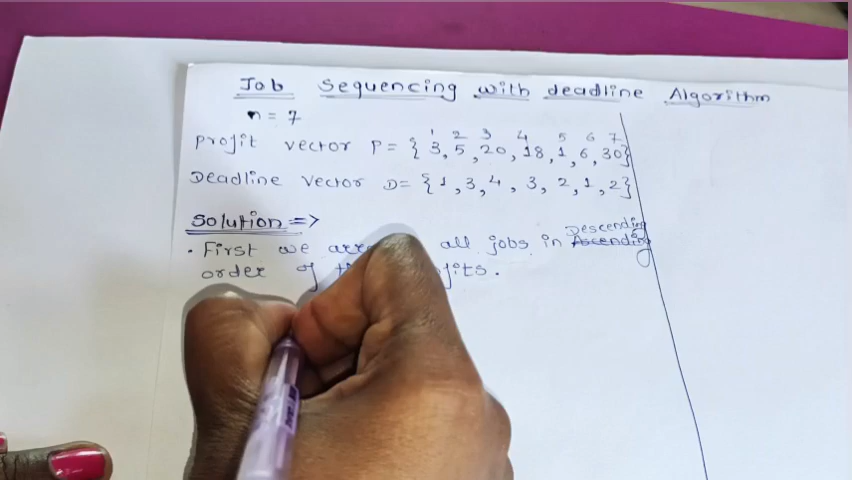 Job Sequencing with deadline Algorithm
n = 7
1 2 3 4 5 6 7
Profit vector P = { 3, 5, 20, 18, 1, 6, 30}
Deadline vector D= { 1, 3, 4, 3, 2, 1, 2}
Solution =>
Descending
• First we all jobs in Ascending
order of profits.